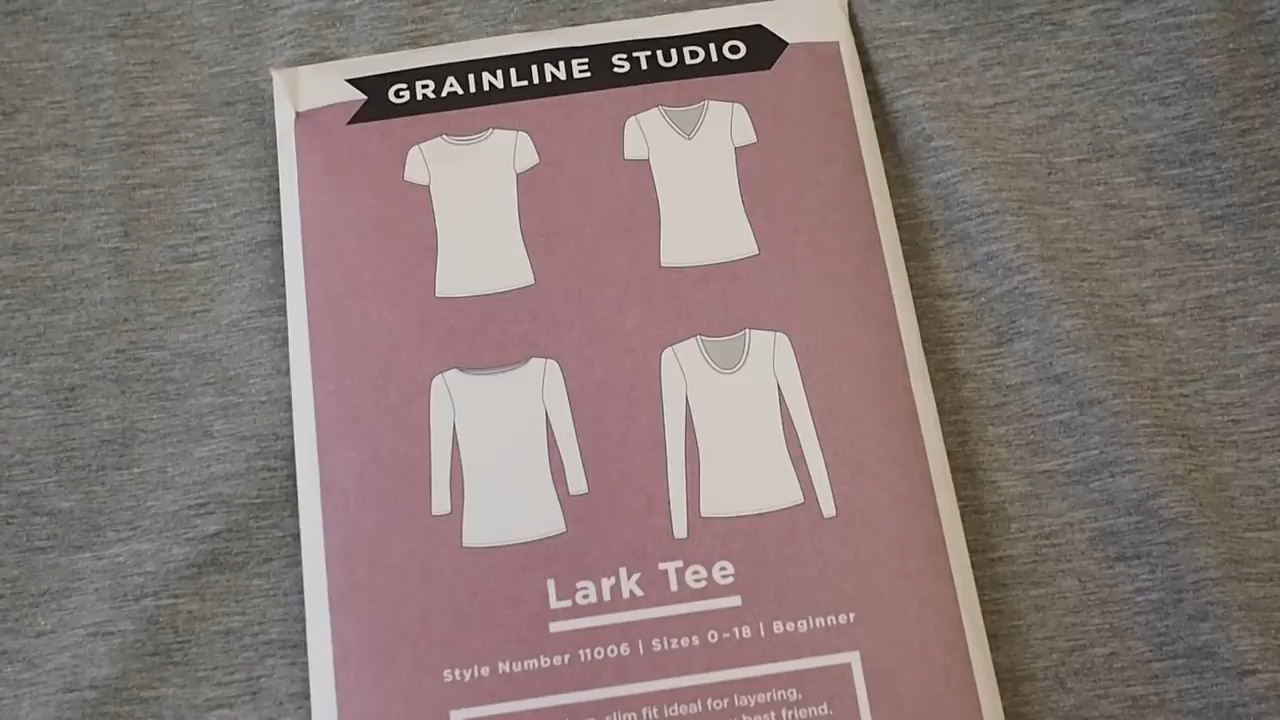 GRAINLINE STUDIO
Lark Tee
Style Number 11006 | Sizes 0–18 | Beginner
slim fit ideal for layering,
best friend.